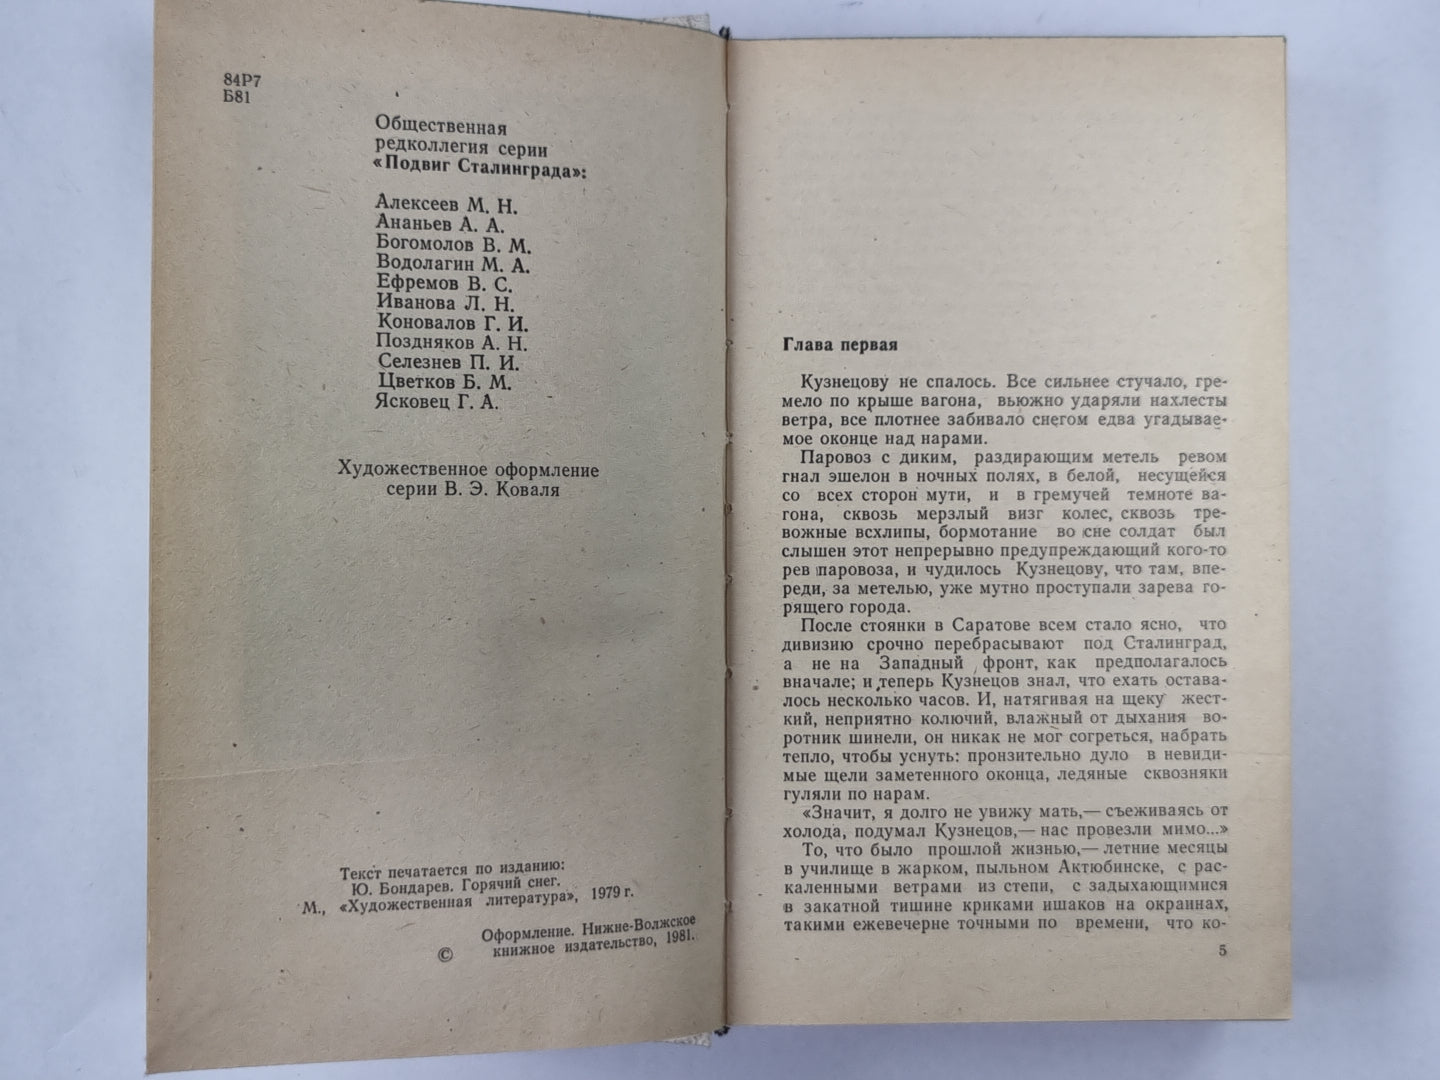 84Р7
Б81
Общественная
редколлегия серии
«Подвиг Сталинграда»:
Алексеев М. Н.
Ананьев А. А.
Богомолов В. М.
Водолагин М. А.
Ефремов В. С.
Иванова Л. Н.
Коновалов Г. И.
Поздняков А. Н.
Селезнев П. И.
Цветков Б. М.
Ясковец Г. А.
Художественное оформление
серии В. Э. Коваля
Текст печатается по изданию:
Ю. Бондарев. Горячий снег.
М., «Художественная литература», 1979 г.
Оформление. Нижне-Волжское
© книжное издательство, 1981.
Глава первая
Кузнецову не спалось. Все сильнее стучало, гре-
мело по крыше вагона, вьюжно ударяли нахлесты
ветра, все плотнее забивало снегом едва угадывае-
мое оконце над нарами.
Паровоз с диким, раздирающим метель ревом
гнал эшелон в ночных полях, в белой, несущейся
со всех сторон мути, и в гремучей темноте ва-
гона, сквозь мерзлый визг колес, сквозь тре-
вожные всхлипы, бормотание во сне солдат был
слышен этот непрерывно предупреждающий кого-то
рев паровоза, и чудилось Кузнецову, что там, впе-
реди, за метелью, уже мутно проступали зарева го-
рящего города.
После стоянки в Саратове всем стало ясно, что
дивизию срочно перебрасывают под Сталинград,
а не на Западный фронт, как предполагалось
вначале; и теперь Кузнецов знал, что ехать остава-
лось несколько часов. И, натягивая на щеку жест-
кий, неприятно колючий, влажный от дыхания во-
ротник шинели, он никак не мог согреться, набрать
тепло, чтобы уснуть: пронзительно дуло в невиди-
мые щели заметенного оконца, ледяные сквозняки
гуляли по нарам.
«Значит, я долго не увижу мать,— съеживаясь от
холода, подумал Кузнецов,— нас провезли мимо...»
То, что было прошлой жизнью,— летние месяцы
в училище в жарком, пыльном Актюбинске, с рас-
каленными ветрами из степи, с задыхающимися
в закатной тишине криками ишаков на окраинах,
такими ежевечерне точными по времени, что ко-
5